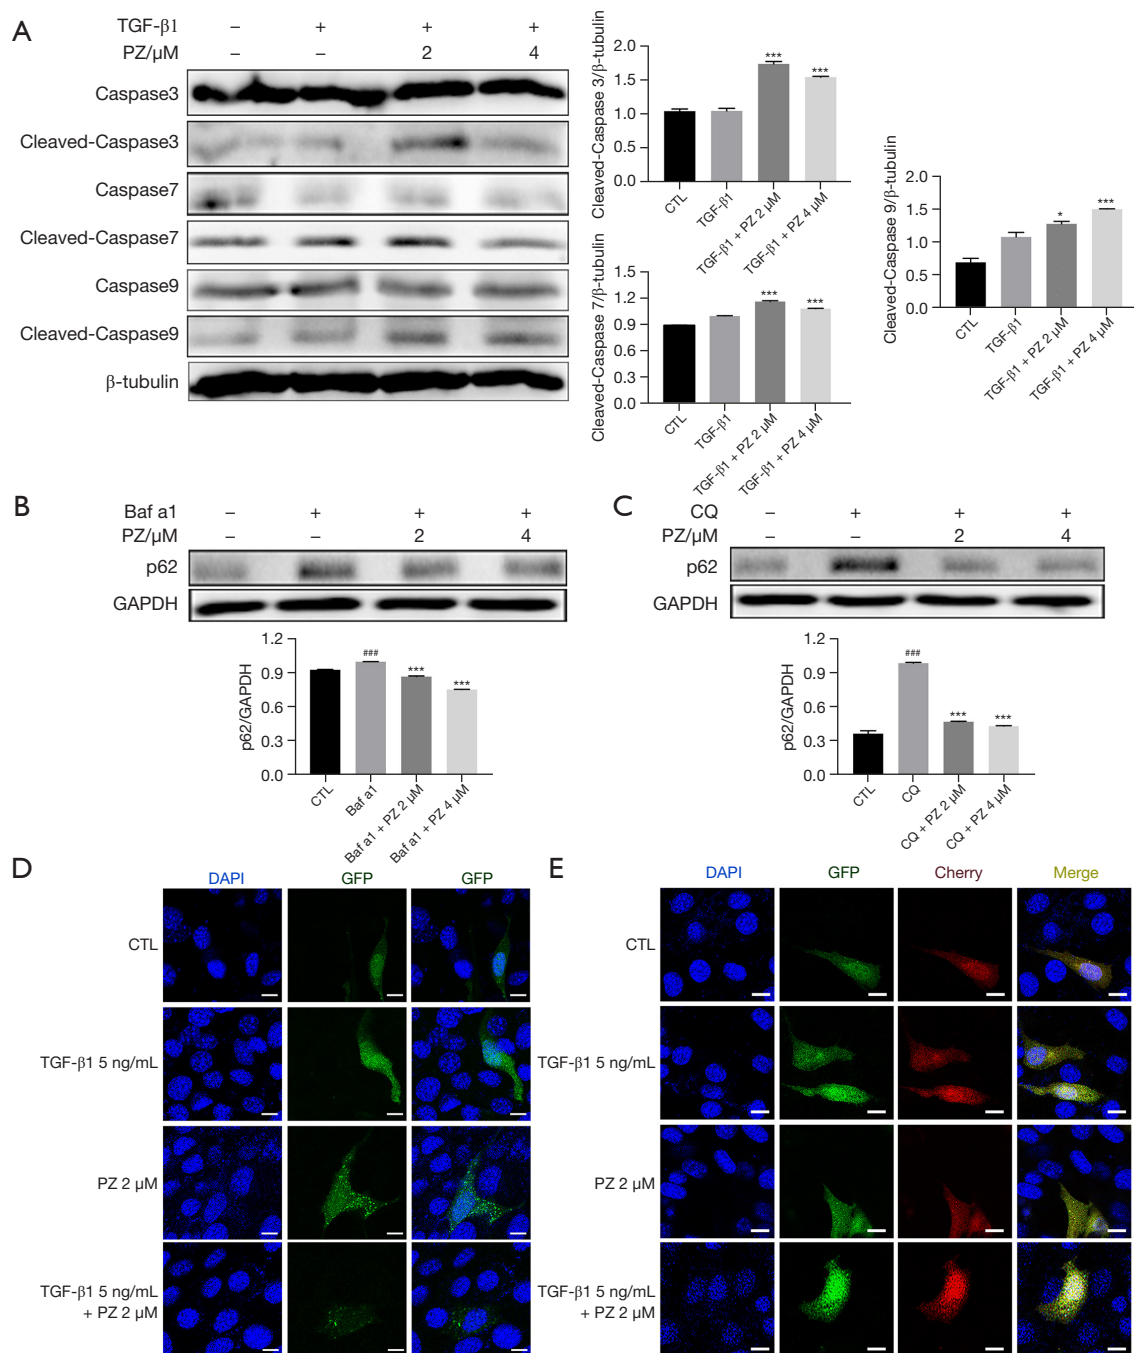 A
TGF-β1 – + + +
PZ/μM – – 2 4
Caspase3
Cleaved-Caspase3
Caspase7
Cleaved-Caspase7
Caspase9
Cleaved-Caspase9
β-tubulin
Cleaved-Caspase 3/β-tubulin
2.0
1.5
1.0
0.5
0.0
***
***
CTL
TGF-β1
TGF-β1 + PZ 2 μM
TGF-β1 + PZ 4 μM
Cleaved-Caspase 7/β-tubulin
1.5
1.2
0.9
0.6
0.3
0.0
***
***
CTL
TGF-β1
TGF-β1 + PZ 2 μM
TGF-β1 + PZ 4 μM
Cleaved-Caspase 9/β-tubulin
2.0
1.5
1.0
0.5
0.0
*
***
CTL
TGF-β1
TGF-β1 + PZ 2 μM
TGF-β1 + PZ 4 μM
B
Baf a1 – + + +
PZ/μM – – 2 4
p62
GAPDH
p62/GAPDH
1.2
0.9
0.6
0.3
0.0
###
***
***
CTL
Baf a1
Baf a1 + PZ 2 μM
Baf a1 + PZ 4 μM
C
CQ – + + +
PZ/μM – – 2 4
p62
GAPDH
p62/GAPDH
1.2
0.9
0.6
0.3
0.0
###
***
***
CTL
CQ
CQ + PZ 2 μM
CQ + PZ 4 μM
D
DAPI GFP GFP
CTL
TGF-β1 5 ng/mL
PZ 2 μM
TGF-β1 5 ng/mL
+ PZ 2 μM
E
DAPI GFP Cherry Merge
CTL
TGF-β1 5 ng/mL
PZ 2 μM
TGF-β1 5 ng/mL
+ PZ 2 μM